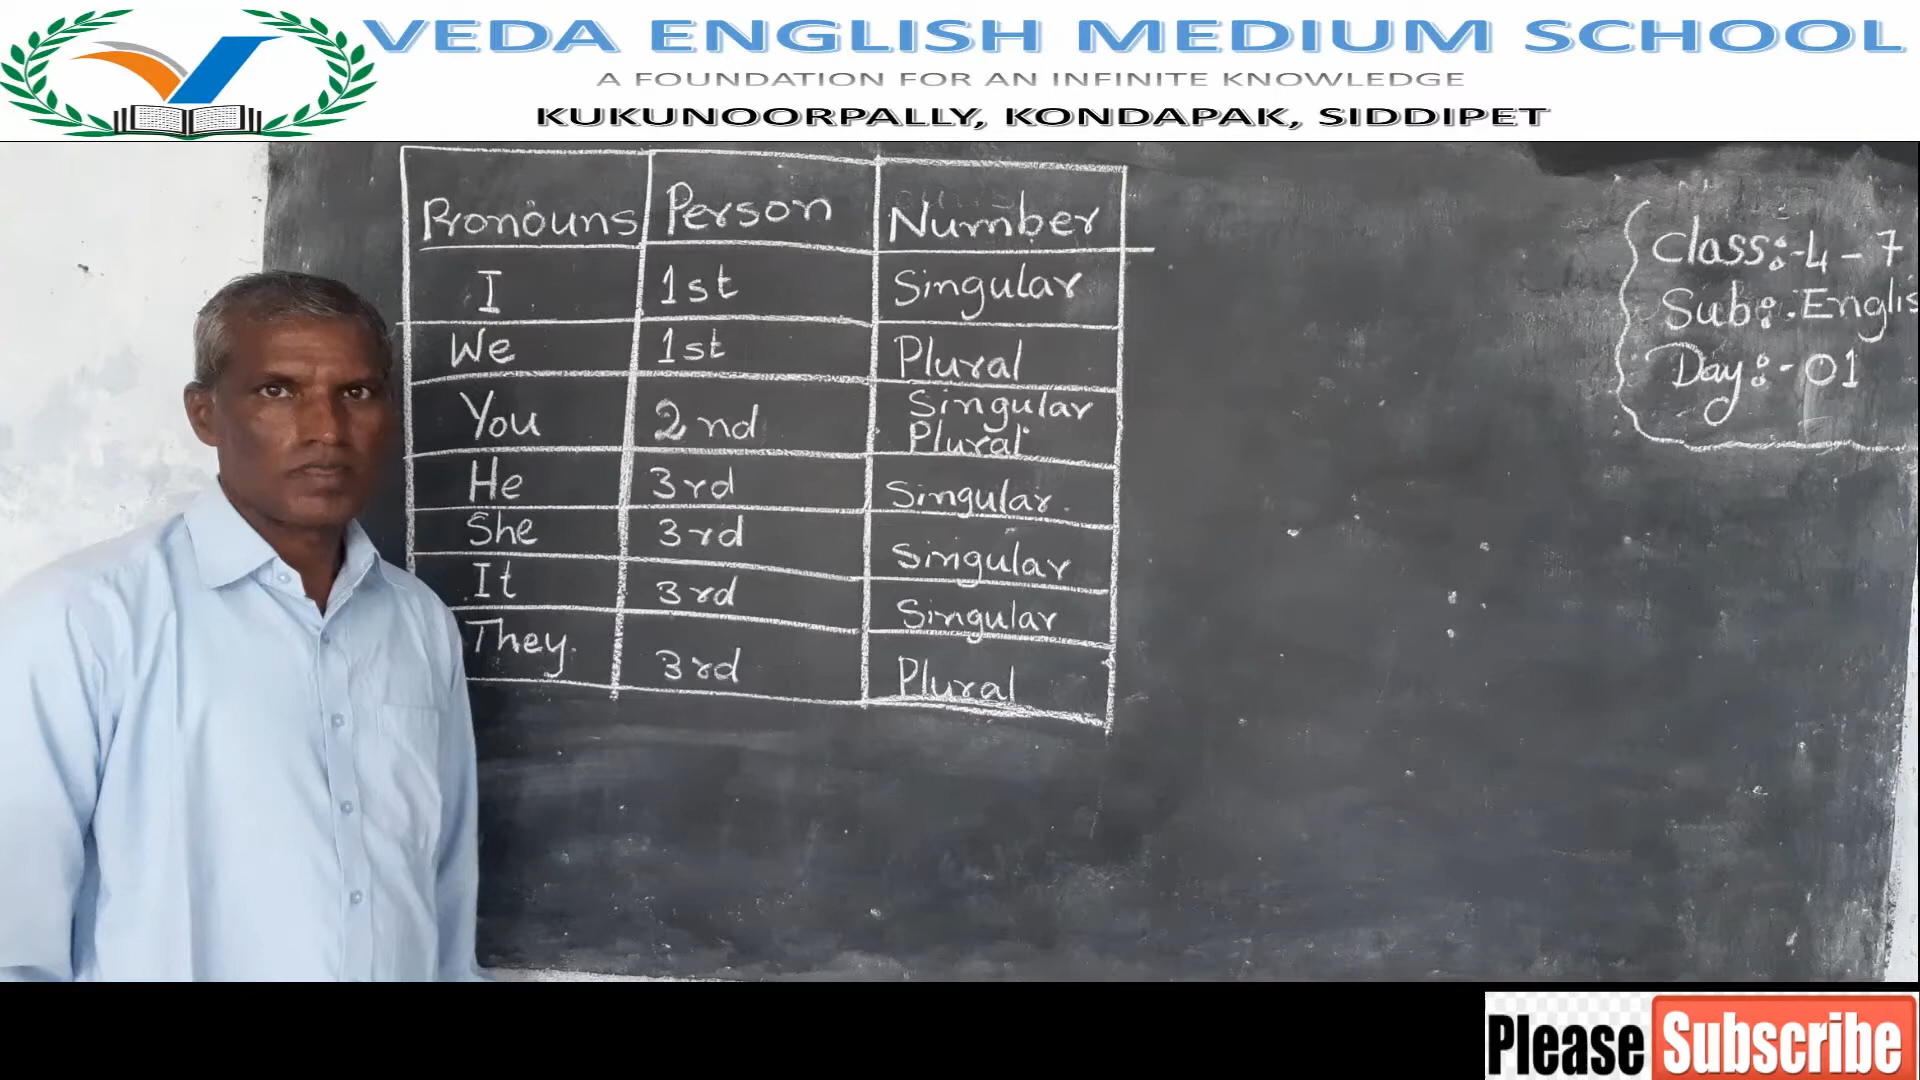 VEDA ENGLISH MEDIUM SCHOOL
A FOUNDATION FOR AN INFINITE KNOWLEDGE
KUKUNOORPALLY, KONDAPAK, SIDDIPET
Pronouns Person Number
I 1st Singular
We 1st Plural
You 2nd Singular
Plural
He 3rd Singular.
She 3rd Singular
It 3rd Singular
They. 3rd Plural
Class:-4-7
Sub:.Englis
Day:-01
Please Subscribe